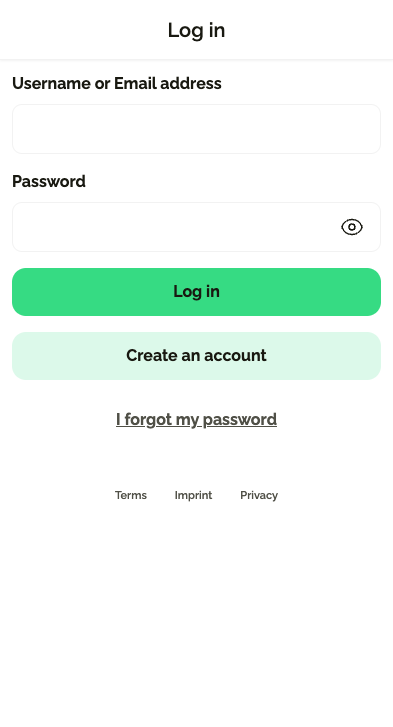 Log in
Username or Email address
Password
Log in
Create an account
I forgot my password
Terms Imprint Privacy